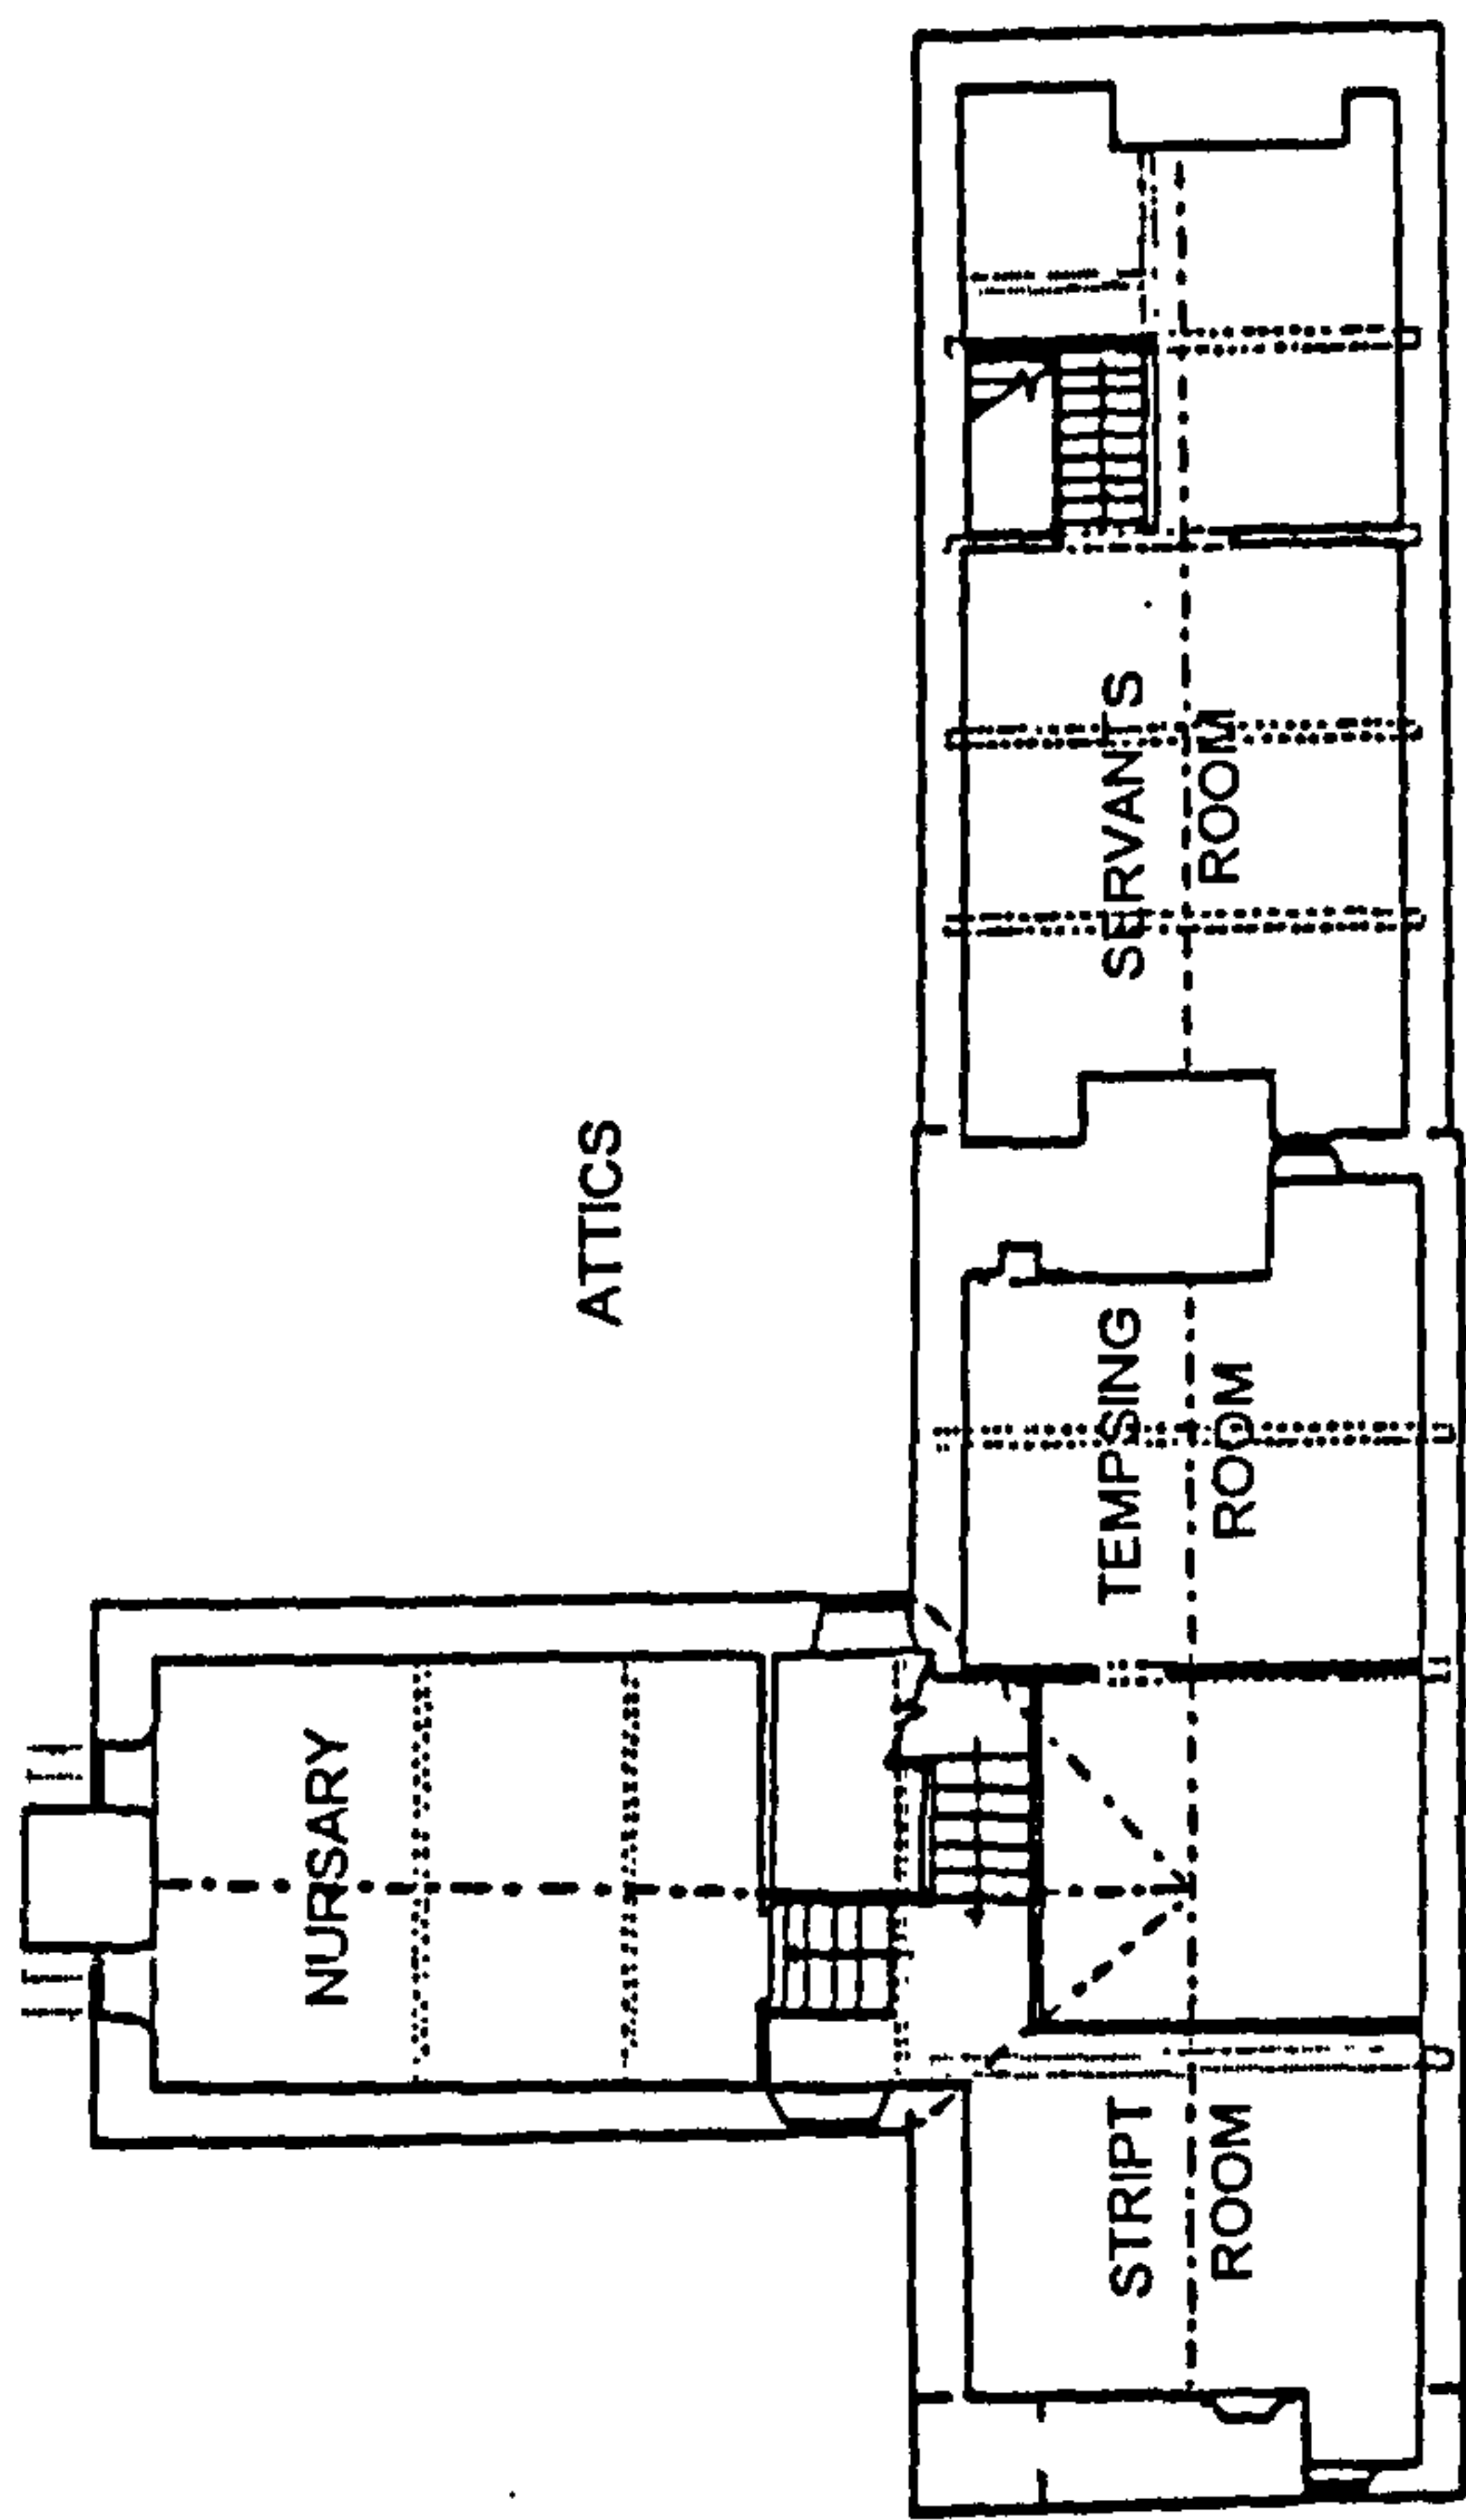 ATTICS
NURSARY
STRIPT
ROOM
TEMPSING
ROOM
SERVANTS
ROOM